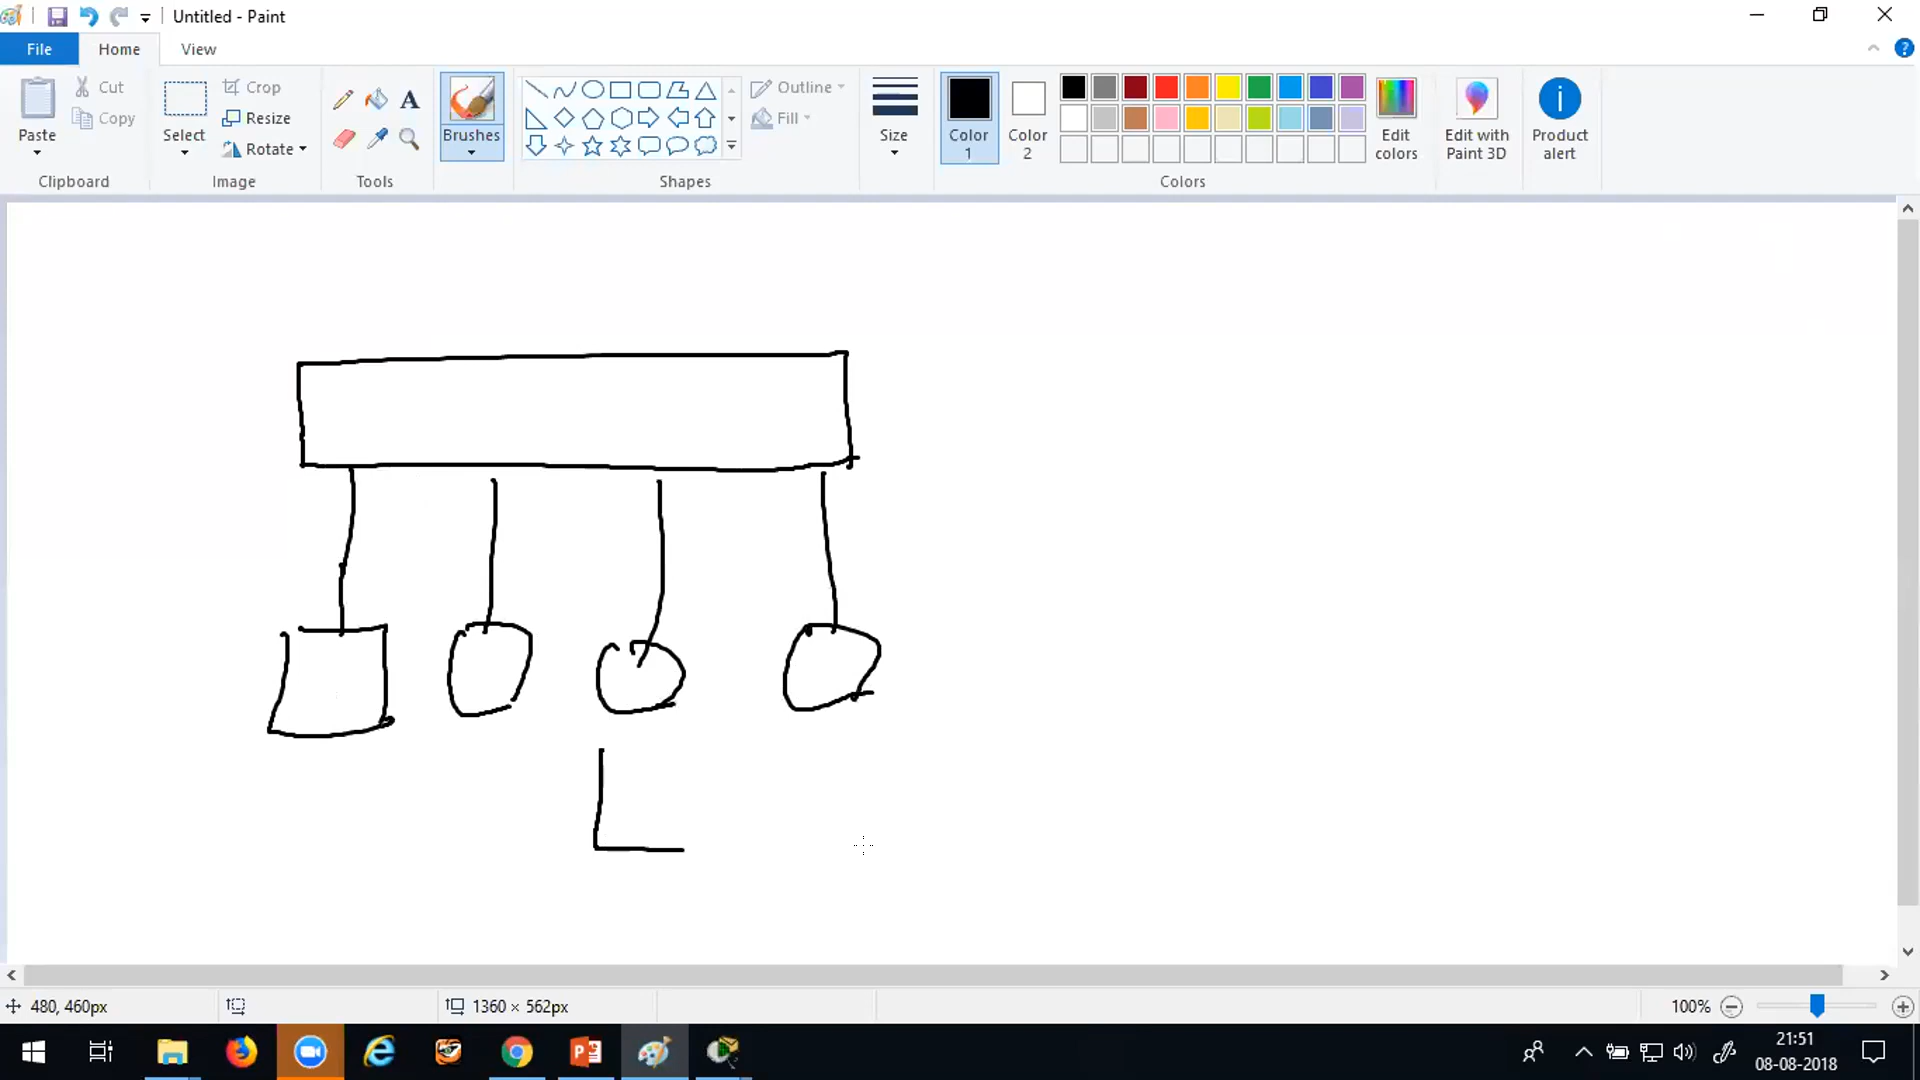 Untitled - Paint
File Home View
Paste Cut Copy Clipboard
Select Crop Resize Rotate Image
Tools
Brushes
Shapes Outline Fill
Size
Color 1 Color 2
Edit colors Colors
Edit with Paint 3D
Product alert
480, 460px 1360 × 562px 100%
21:51
08-08-2018